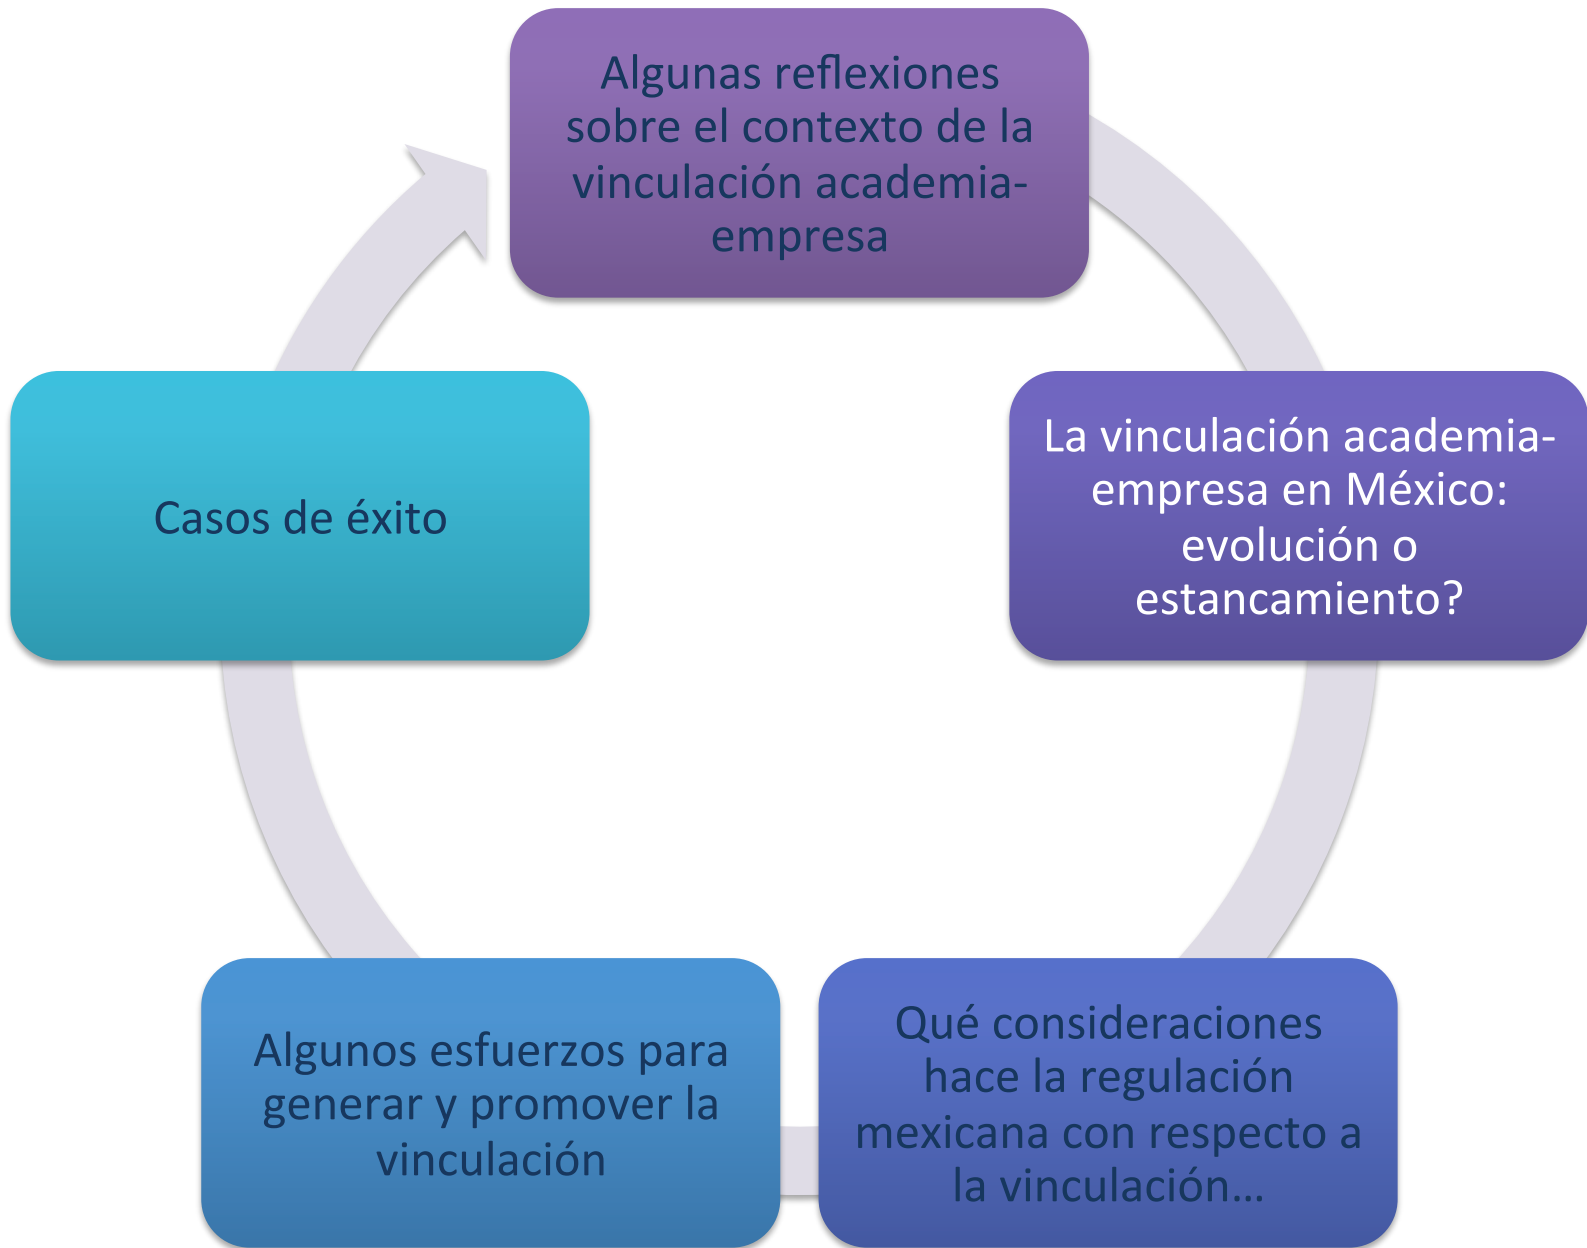 Algunas reflexiones
sobre el contexto de la
vinculación academia-
empresa
La vinculación academia-
empresa en México:
evolución o
estancamiento?
Qué consideraciones
hace la regulación
mexicana con respecto a
la vinculación…
Algunos esfuerzos para
generar y promover la
vinculación
Casos de éxito